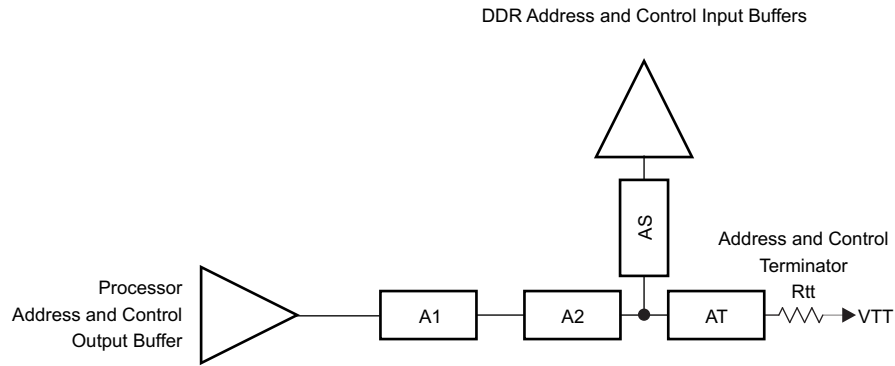 DDR Address and Control Input Buffers
AS
Address and Control
Terminator
Rtt
Processor
Address and Control
Output Buffer
A1
A2
AT
VTT